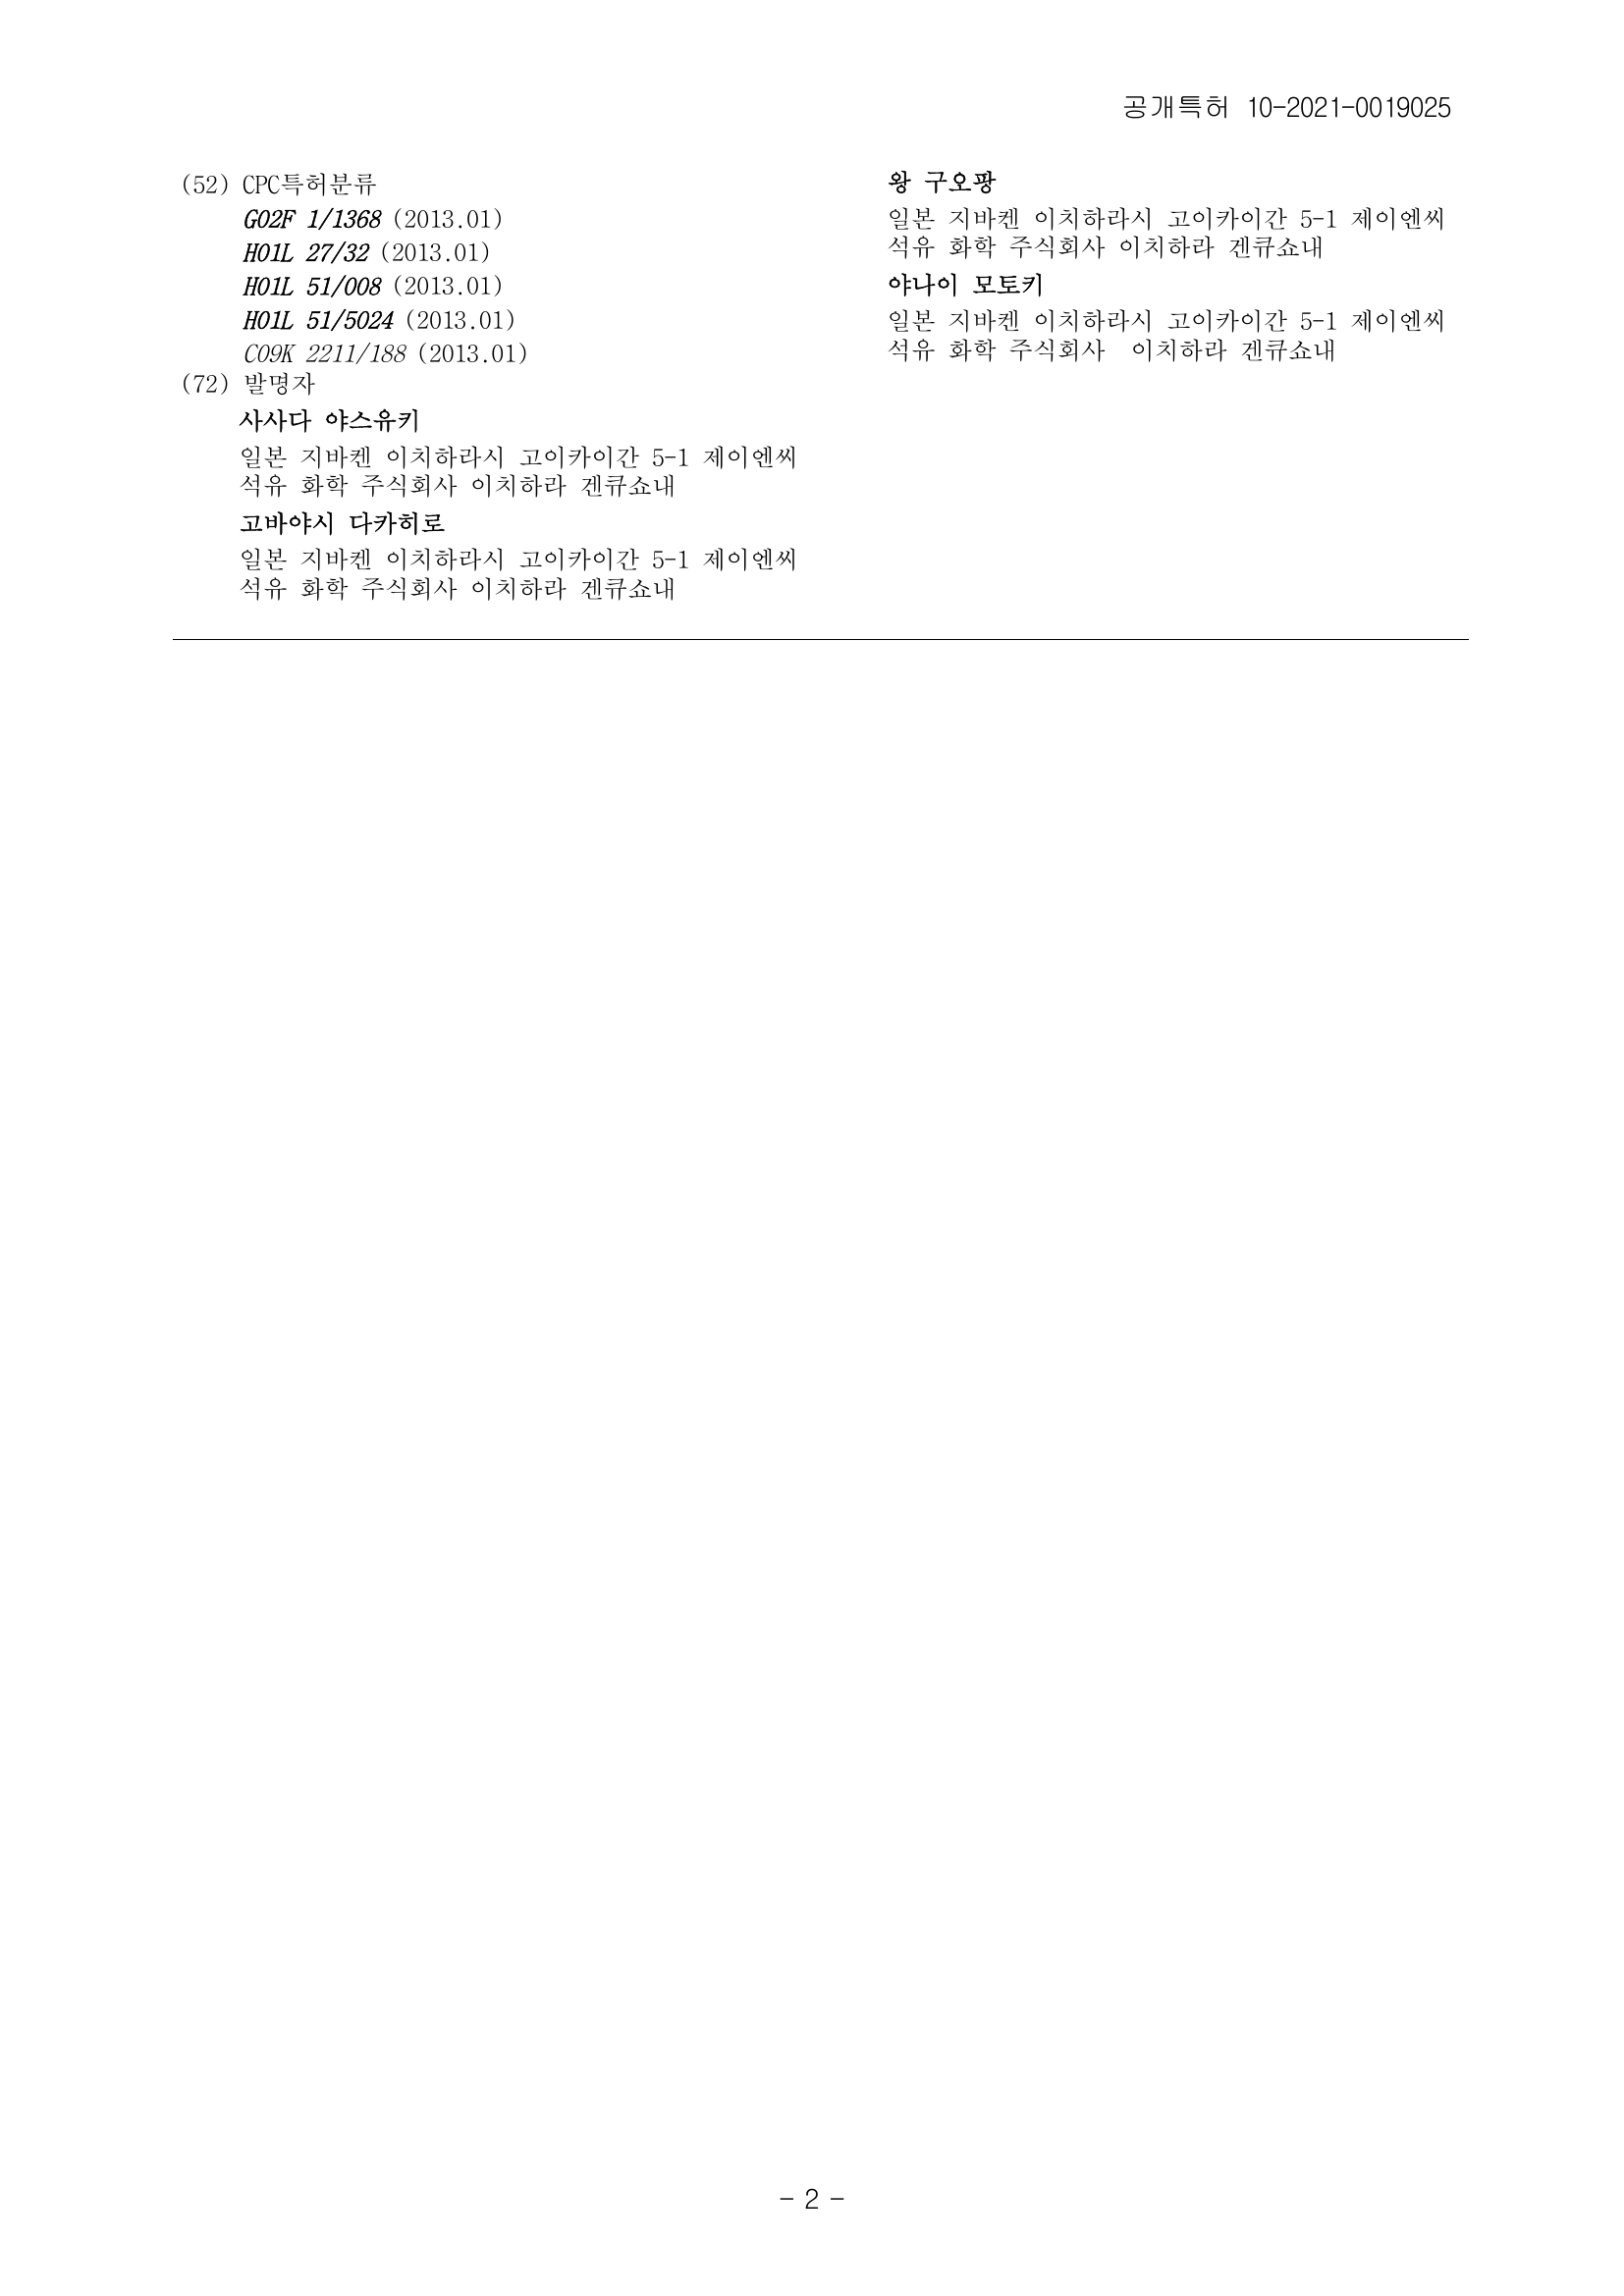 공개특허 10-2021-0019025
(52) CPC특허분류
G02F 1/1368 (2013.01)
H01L 27/32 (2013.01)
H01L 51/008 (2013.01)
H01L 51/5024 (2013.01)
C09K 2211/188 (2013.01)
(72) 발명자
사사다 야스유키
일본 지바켄 이치하라시 고이카이간 5-1 제이엔씨
석유 화학 주식회사 이치하라 겐큐쇼내
고바야시 다카히로
일본 지바켄 이치하라시 고이카이간 5-1 제이엔씨
석유 화학 주식회사 이치하라 겐큐쇼내
왕 구오팡
일본 지바켄 이치하라시 고이카이간 5-1 제이엔씨
석유 화학 주식회사 이치하라 겐큐쇼내
야나이 모토키
일본 지바켄 이치하라시 고이카이간 5-1 제이엔씨
석유 화학 주식회사 이치하라 겐큐쇼내
- 2 -